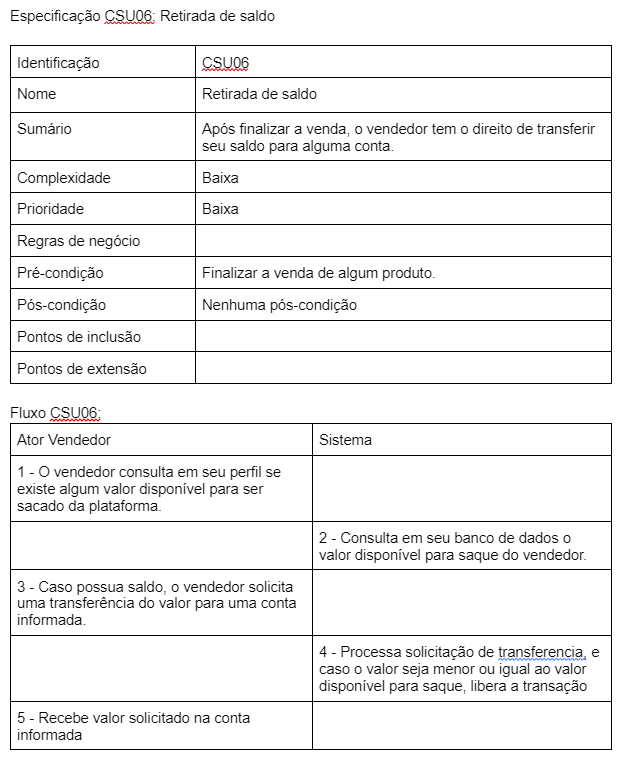 Especificação CSU06: Retirada de saldo
Identificação
CSU06
Nome
Retirada de saldo
Sumário
Após finalizar a venda, o vendedor tem o direito de transferir
seu saldo para alguma conta.
Complexidade
Baixa
Prioridade
Baixa
Regras de negócio
Pré-condição
Finalizar a venda de algum produto.
Pós-condição
Nenhuma pós-condição
Pontos de inclusão
Pontos de extensão
Fluxo CSU06:
Ator Vendedor
Sistema
1 - O vendedor consulta em seu perfil se
existe algum valor disponível para ser
sacado da plataforma.
2 - Consulta em seu banco de dados o
valor disponível para saque do vendedor.
3 - Caso possua saldo, o vendedor solicita
uma transferência do valor para uma conta
informada.
4 - Processa solicitação de transferencia, e
caso o valor seja menor ou igual ao valor
disponível para saque, libera a transação
5 - Recebe valor solicitado na conta
informada